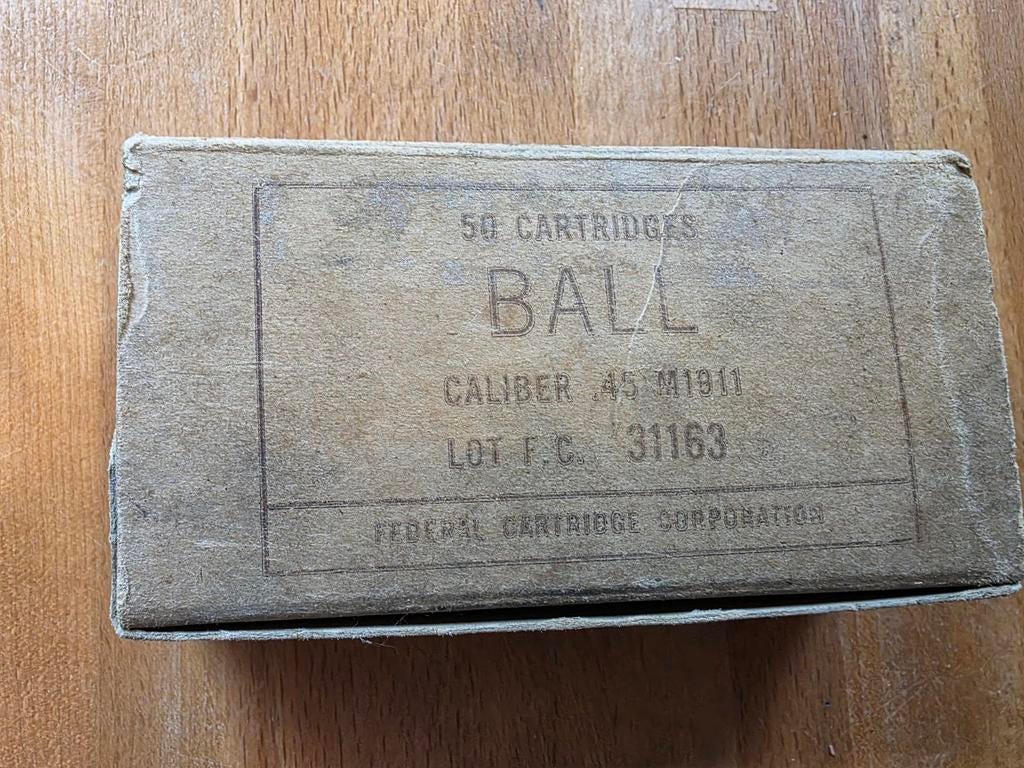 50 CARTRIDGES
BALL
CALIBER .45 M1911
LOT F.C. 31163
FEDERAL CARTRIDGE CORPORATION